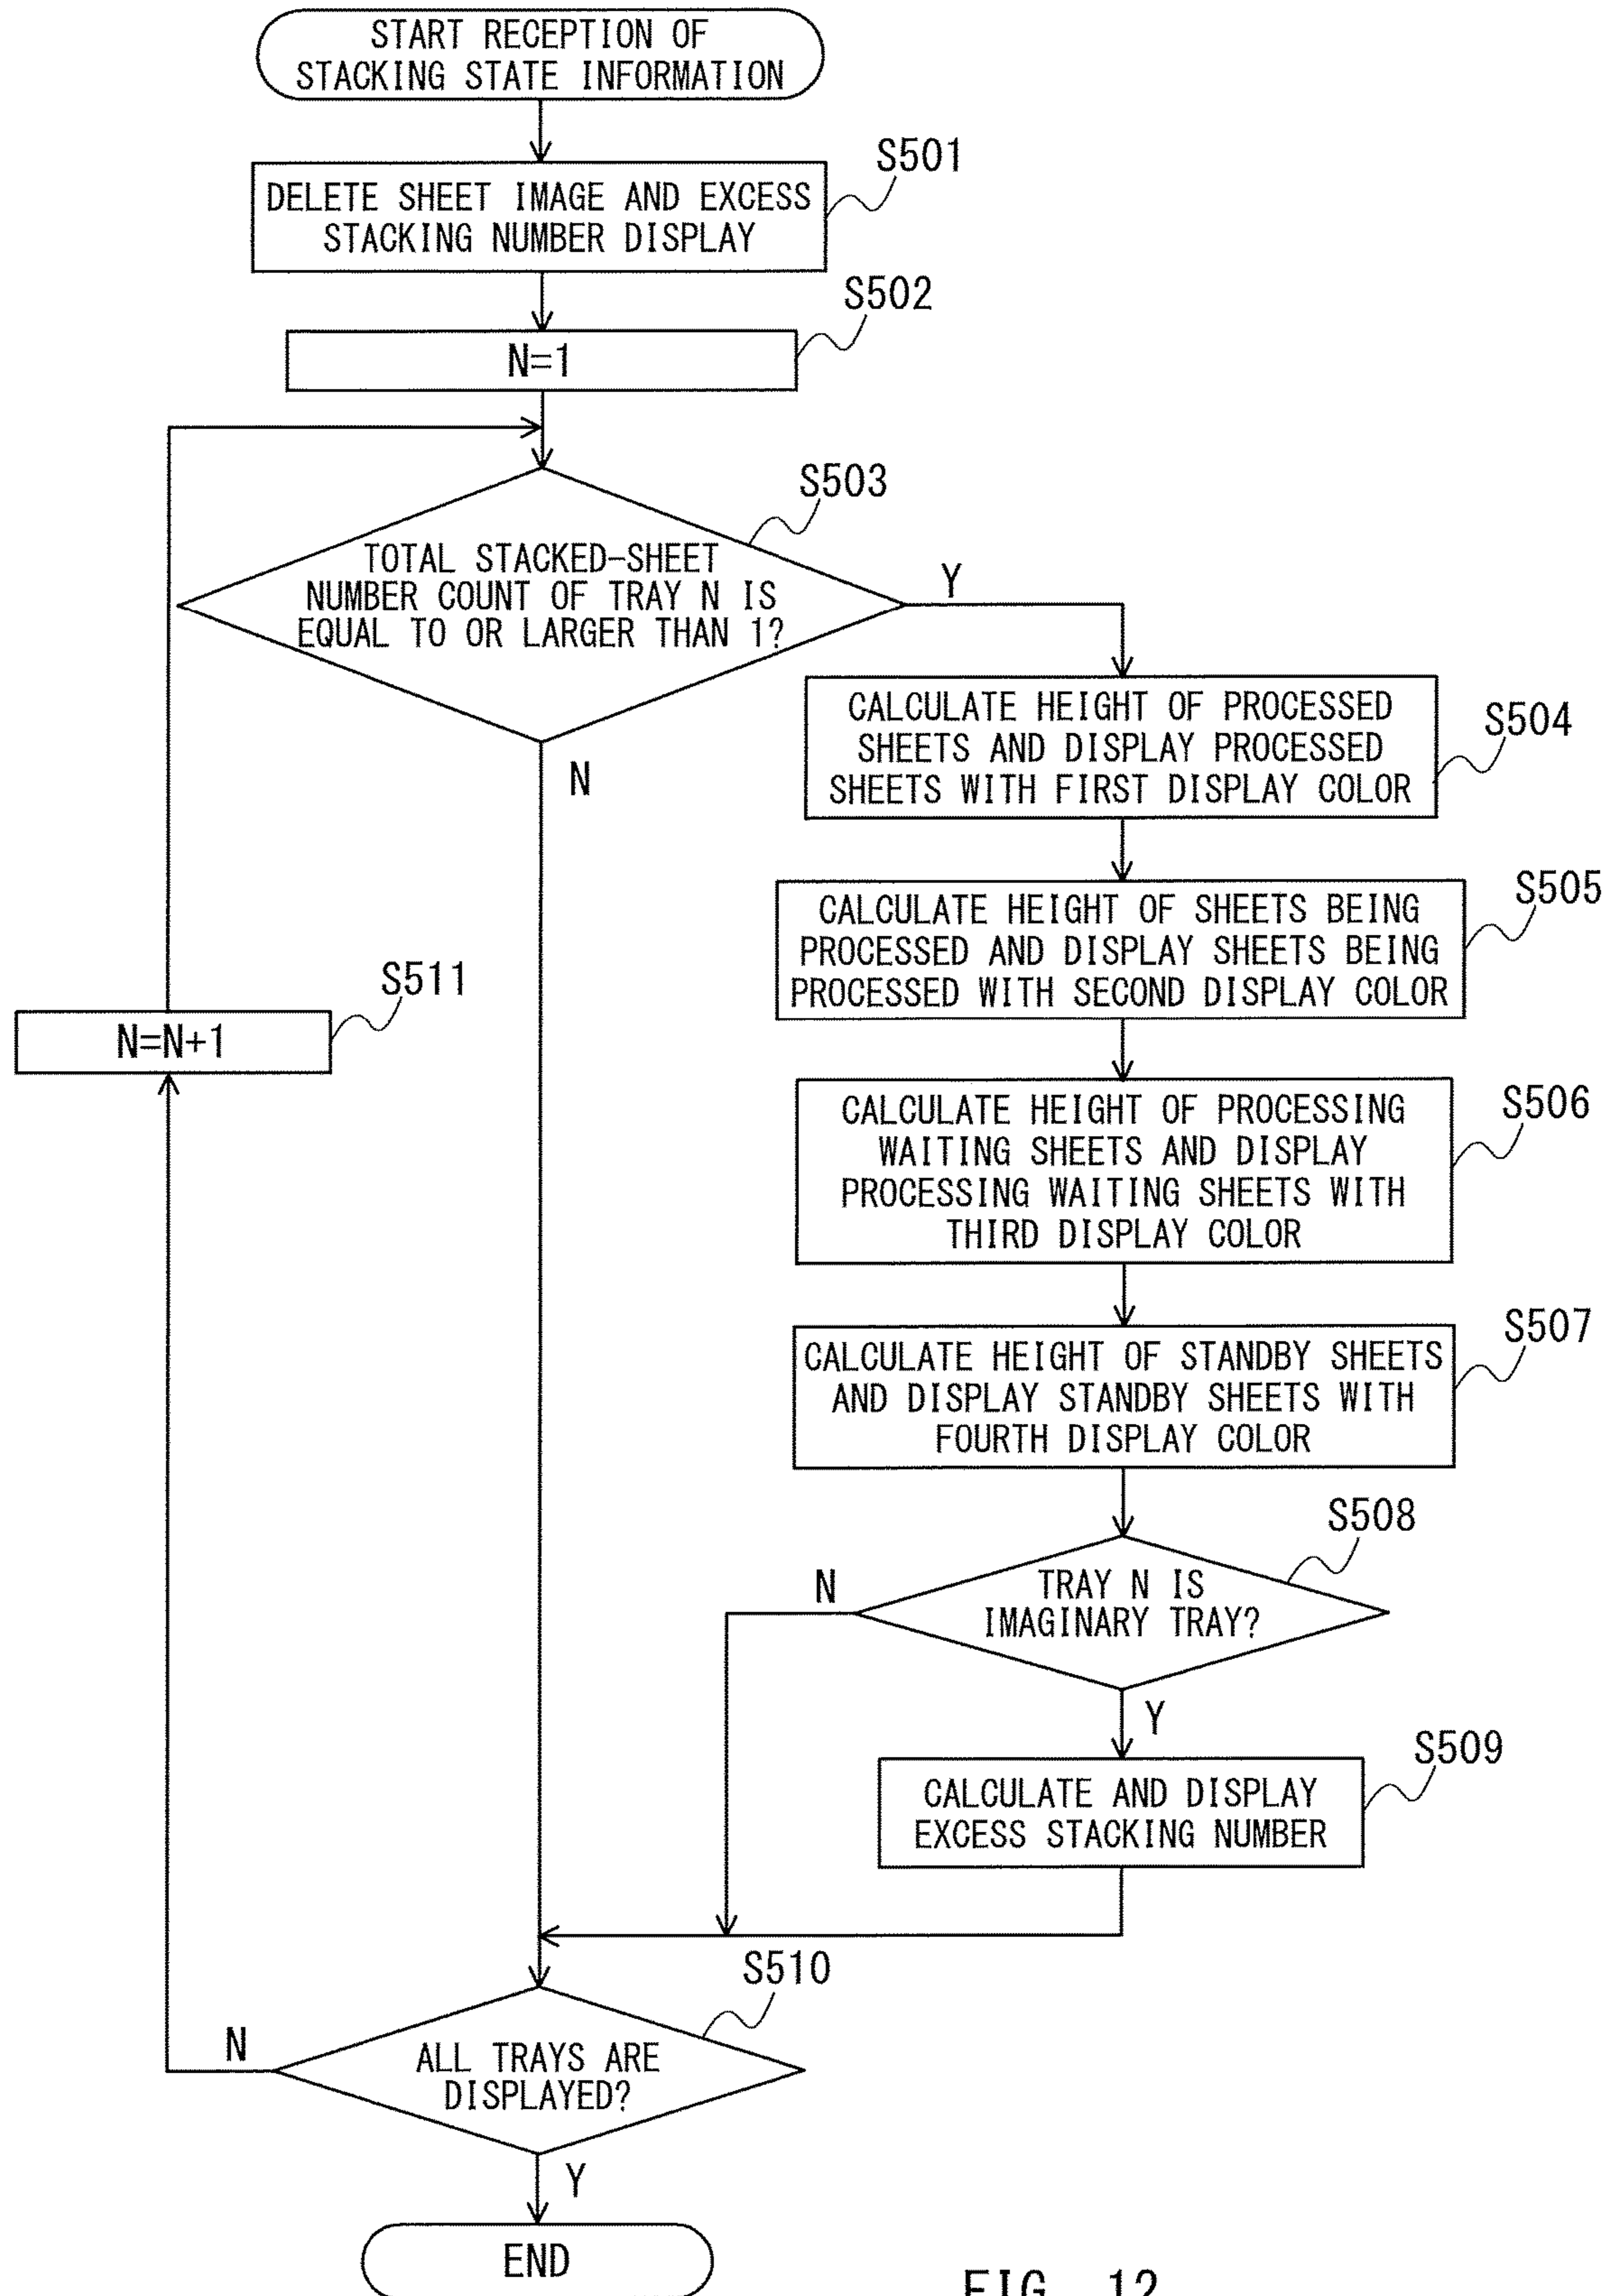 START RECEPTION OF
STACKING STATE INFORMATION
S501
DELETE SHEET IMAGE AND EXCESS
STACKING NUMBER DISPLAY
S502
N=1
S503
TOTAL STACKED-SHEET
NUMBER COUNT OF TRAY N IS
EQUAL TO OR LARGER THAN 1?
Y
N
S504
CALCULATE HEIGHT OF PROCESSED
SHEETS AND DISPLAY PROCESSED
SHEETS WITH FIRST DISPLAY COLOR
S505
CALCULATE HEIGHT OF SHEETS BEING
PROCESSED AND DISPLAY SHEETS BEING
PROCESSED WITH SECOND DISPLAY COLOR
S511
N=N+1
S506
CALCULATE HEIGHT OF PROCESSING
WAITING SHEETS AND DISPLAY
PROCESSING WAITING SHEETS WITH
THIRD DISPLAY COLOR
S507
CALCULATE HEIGHT OF STANDBY SHEETS
AND DISPLAY STANDBY SHEETS WITH
FOURTH DISPLAY COLOR
S508
TRAY N IS
IMAGINARY TRAY?
N
Y
S509
CALCULATE AND DISPLAY
EXCESS STACKING NUMBER
S510
ALL TRAYS ARE
DISPLAYED?
N
Y
END
FIG. 12